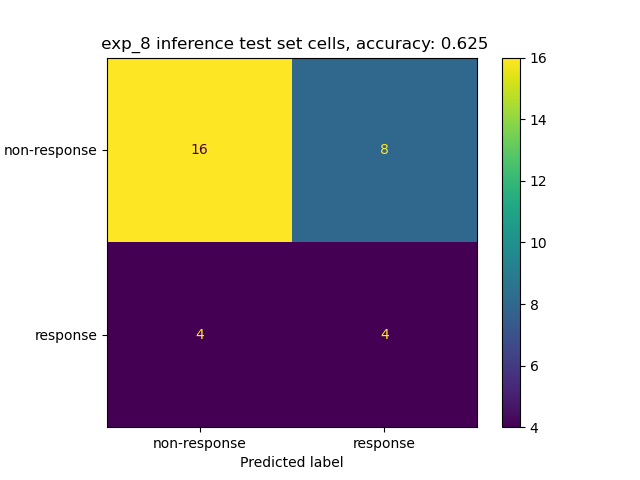 exp_8 inference test set cells, accuracy: 0.625
non-response
16
8
response
4
4
non-response
response
Predicted label
16
14
12
10
8
6
4